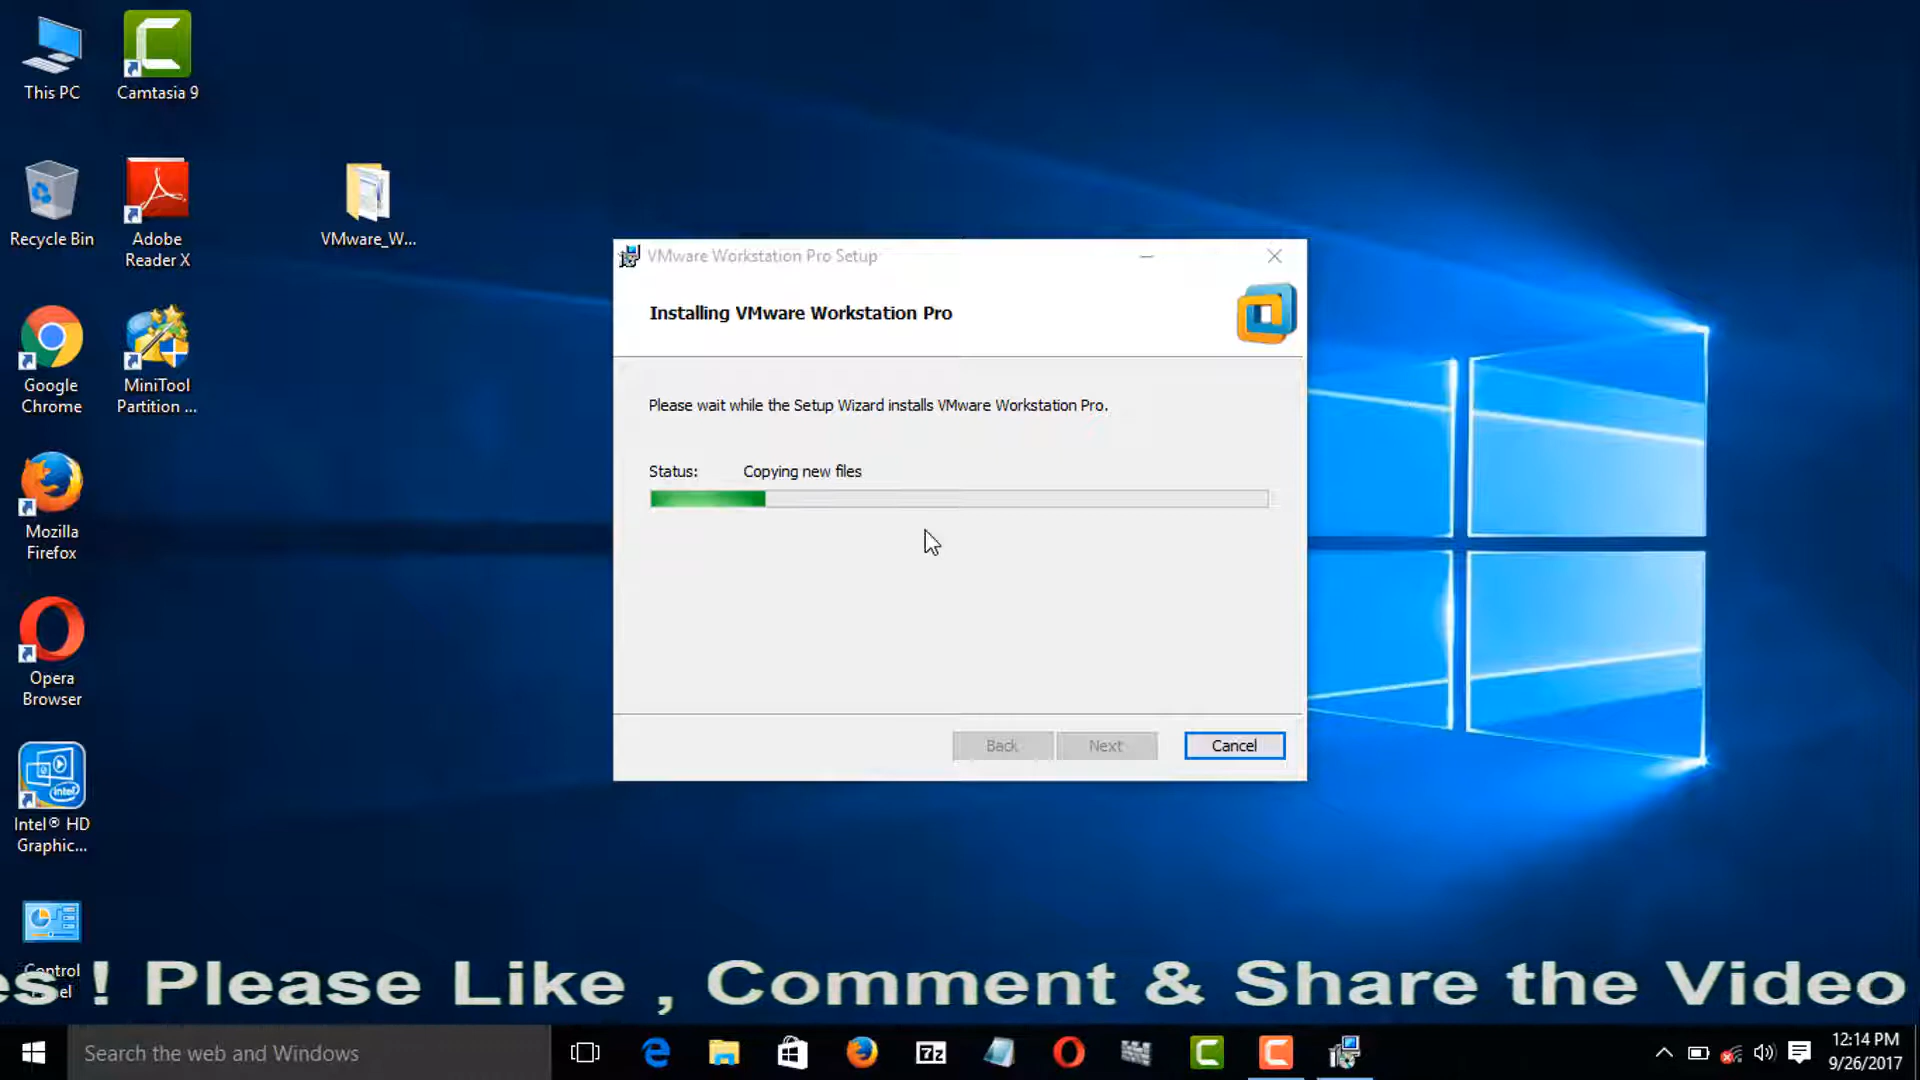 This PC
Camtasia 9
Recycle Bin
Adobe
Reader X
VMware_W...
Google
Chrome
MiniTool
Partition ...
Mozilla
Firefox
Opera
Browser
intel
Intel® HD
Graphic...
VMware Workstation Pro Setup
Installing VMware Workstation Pro
Please wait while the Setup Wizard installs VMware Workstation Pro.
Status: Copying new files
Back
Next
Cancel
es ! Please Like , Comment & Share the Video
Search the web and Windows
7z
12:14 PM
9/26/2017